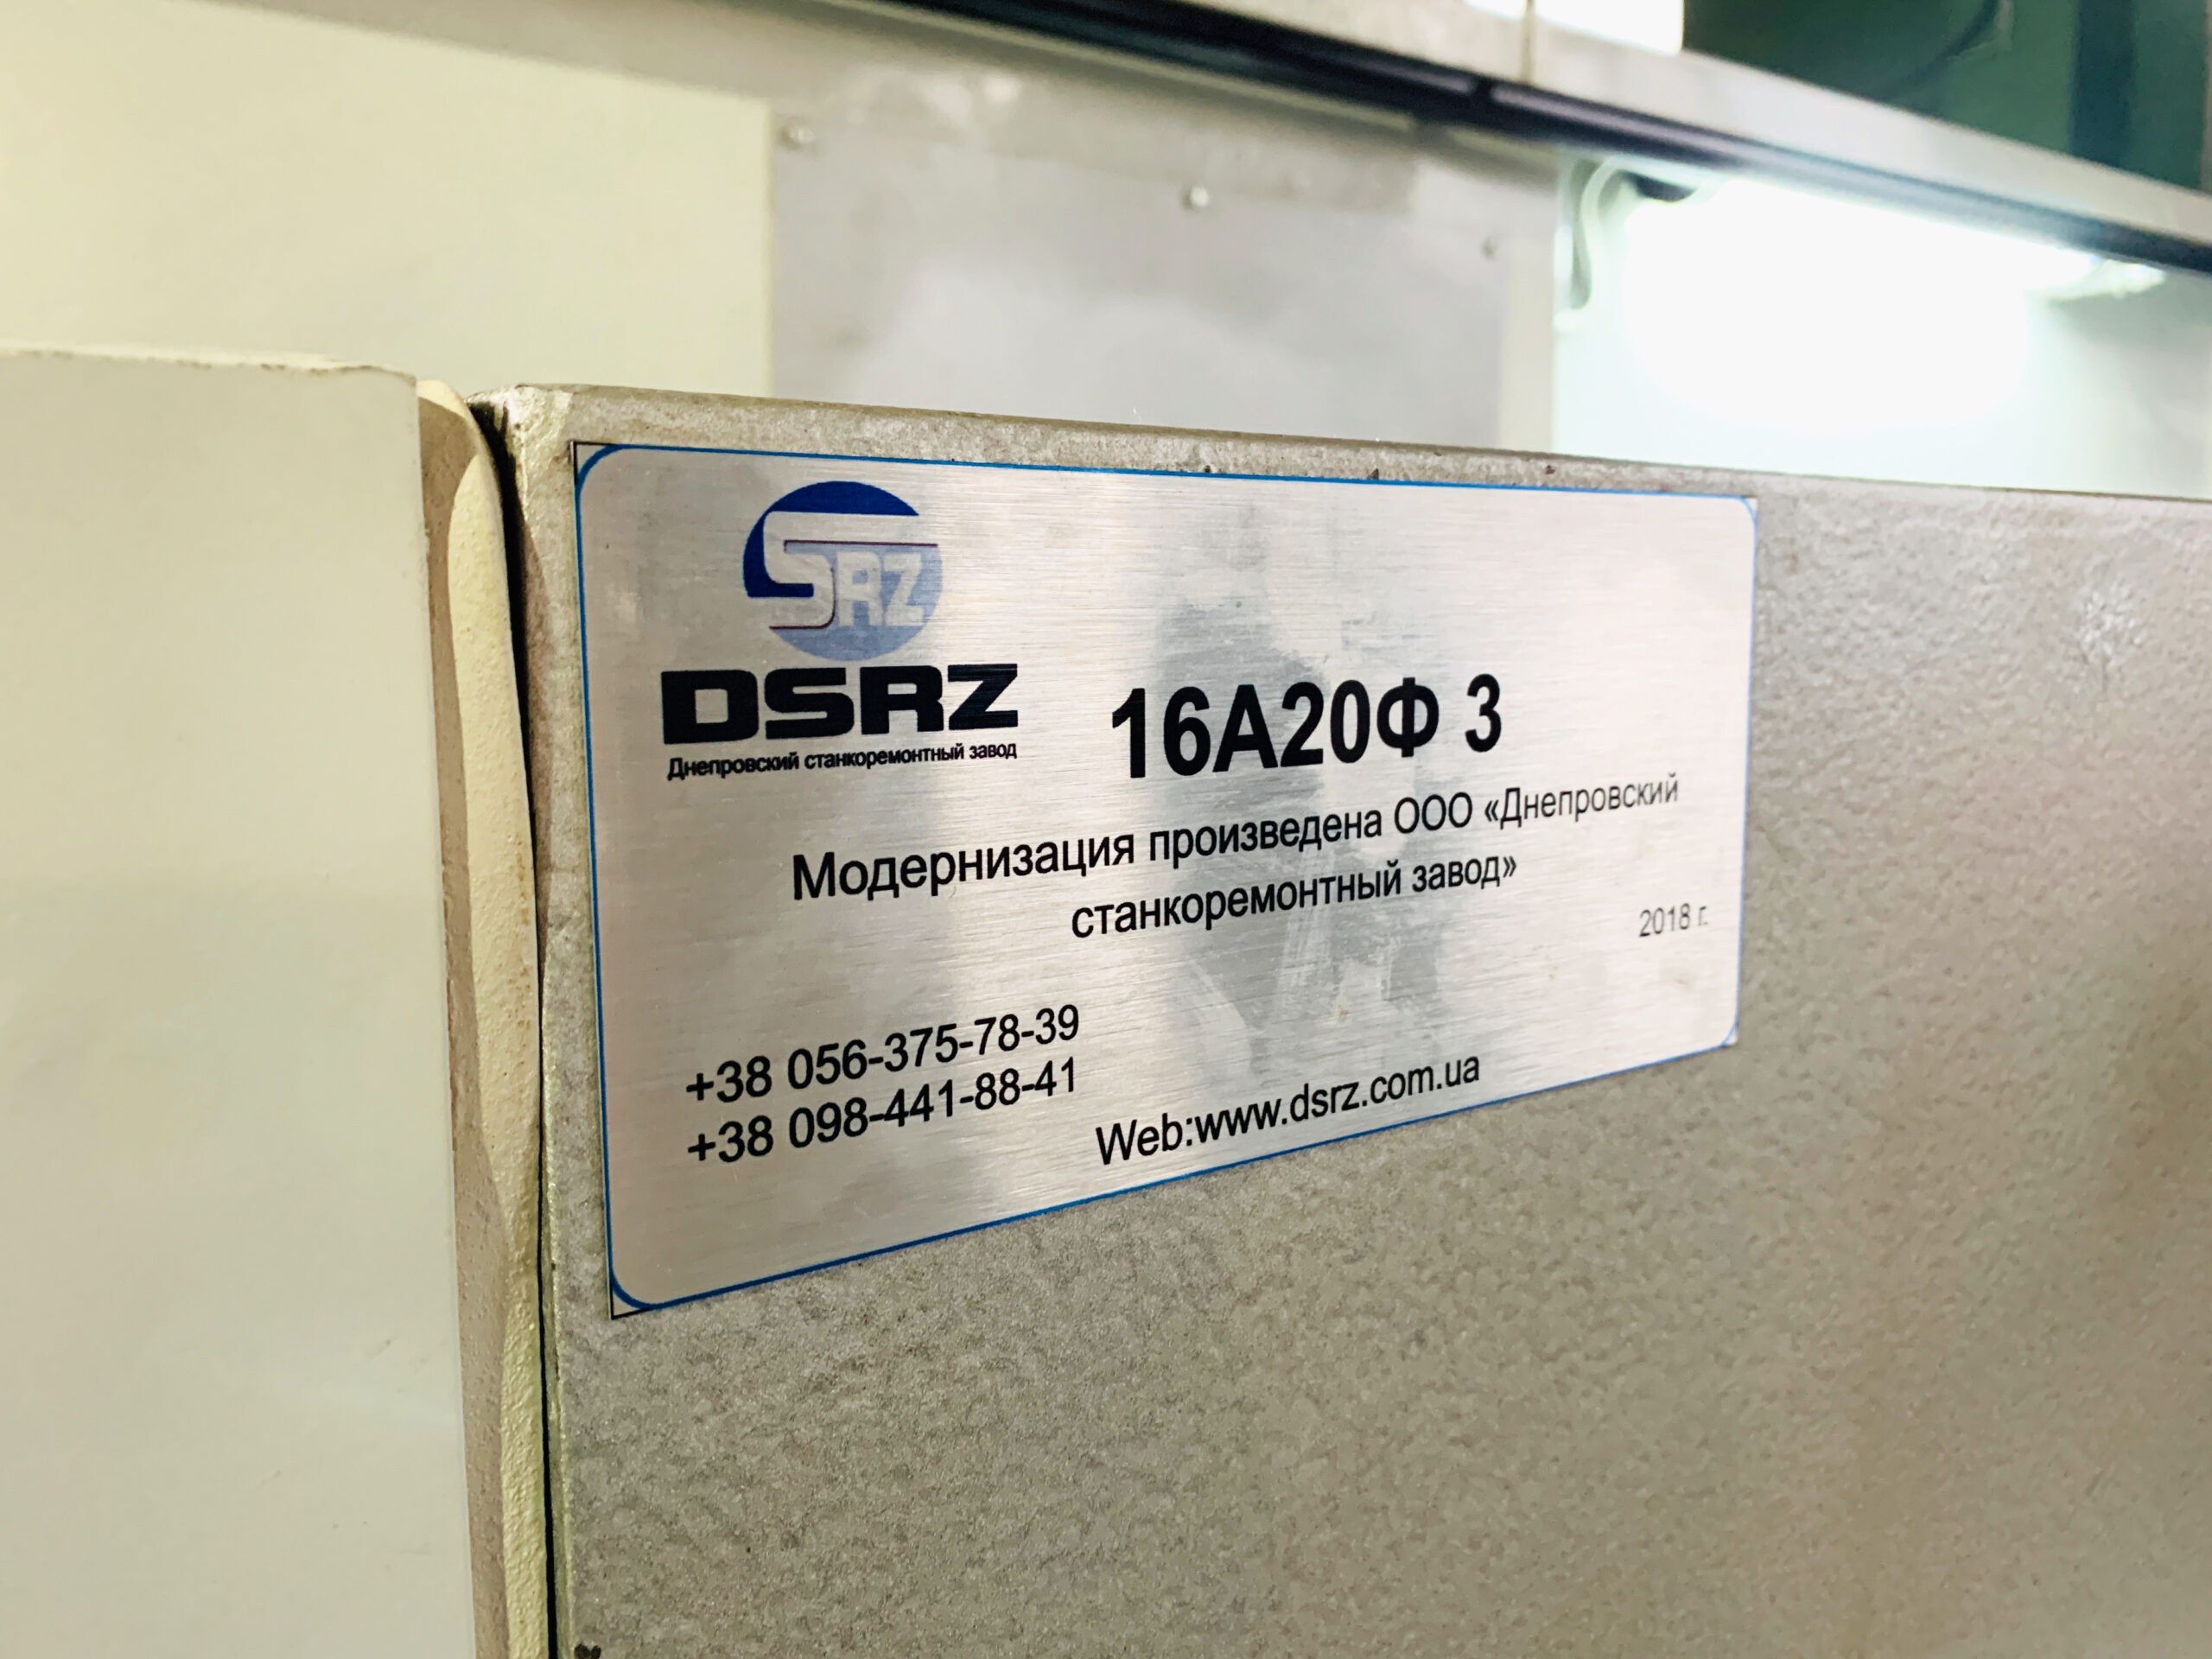 SRZ
DSRZ
Днепровский станкоремонтный завод
16А20Ф 3
Модернизация произведена ООО «Днепровский
станкоремонтный завод»
2018 г.
+38 056-375-78-39
+38 098-441-88-41
Web:www.dsrz.com.ua